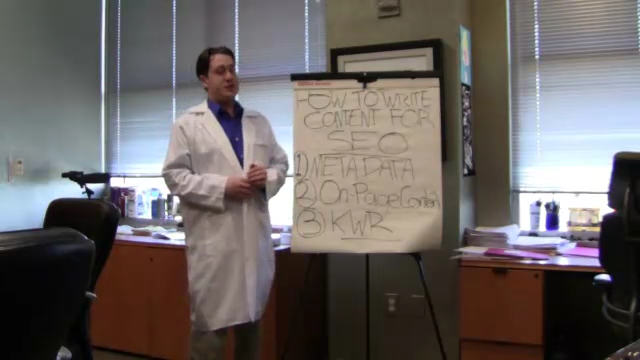 HOW TO WRITE
CONTENT FOR
SEO
1) META DATA
2) On-Page Content
3) KWR